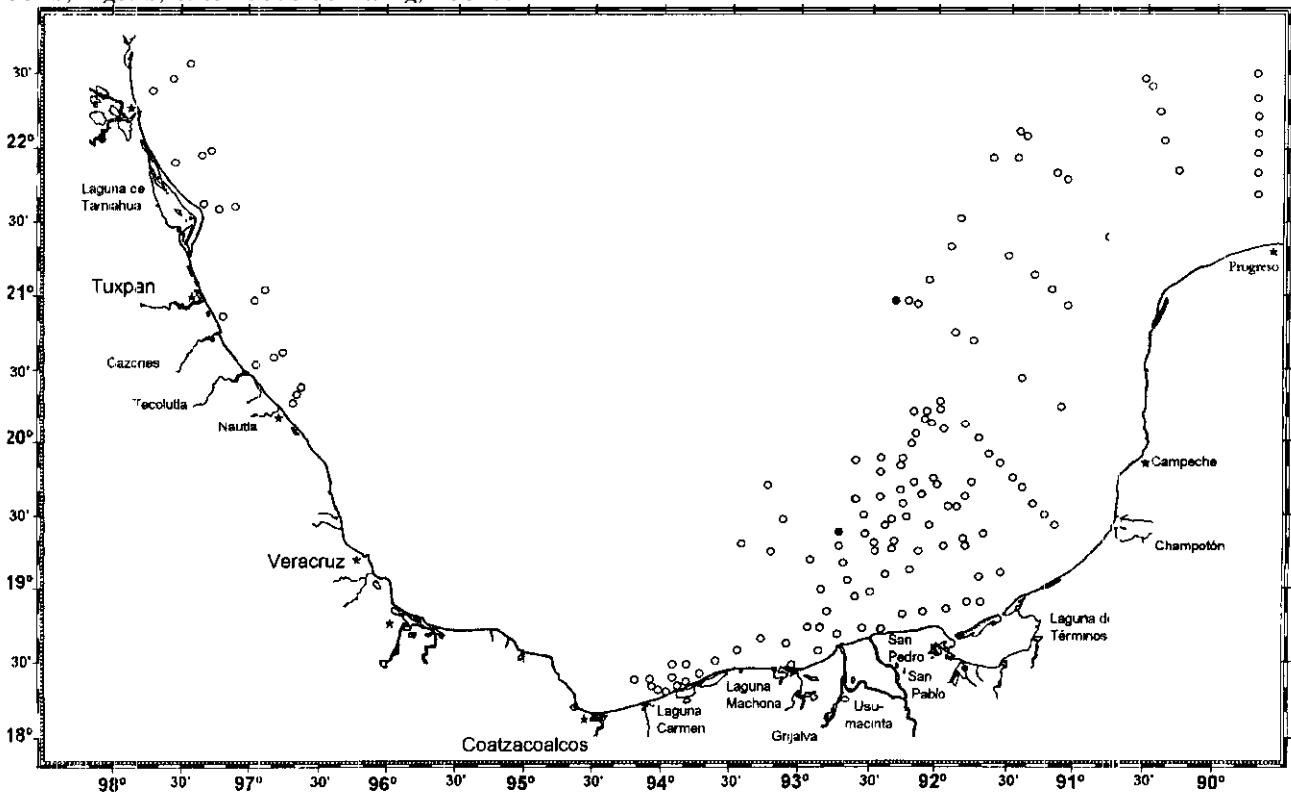 30'
22°
Laguna de
Tamiahua
30'
Progreso
Tuxpan
21°
Cazones
30'
Tecolutla
Nautla
20°
Campeche
30'
Champotón
Veracruz
19°
Laguna de
Términos
San
Pedro
30'
San
Pablo
Laguna
Machona
Laguna
Carmen
Usu-
macinta
18°
Coatzacoalcos
Grijalva
98° 30' 97° 30' 96° 30' 95° 30' 94° 30' 93° 30' 92° 30' 91° 30' 90°